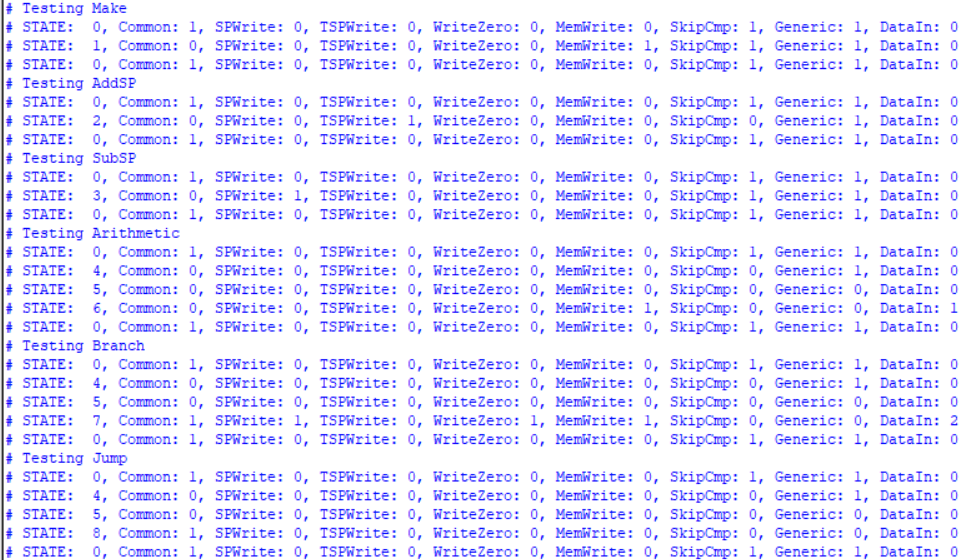 # Testing Make
# STATE:  0, Common: 1, SPWrite: 0, TSPWrite: 0, WriteZero: 0, MemWrite: 0, SkipCmp: 1, Generic: 1, DataIn: 0
# STATE:  1, Common: 0, SPWrite: 0, TSPWrite: 0, WriteZero: 0, MemWrite: 1, SkipCmp: 1, Generic: 1, DataIn: 0
# STATE:  0, Common: 1, SPWrite: 0, TSPWrite: 0, WriteZero: 0, MemWrite: 0, SkipCmp: 1, Generic: 1, DataIn: 0
# Testing AddSP
# STATE:  0, Common: 1, SPWrite: 0, TSPWrite: 0, WriteZero: 0, MemWrite: 0, SkipCmp: 1, Generic: 1, DataIn: 0
# STATE:  2, Common: 0, SPWrite: 0, TSPWrite: 1, WriteZero: 0, MemWrite: 0, SkipCmp: 0, Generic: 1, DataIn: 0
# STATE:  0, Common: 1, SPWrite: 0, TSPWrite: 0, WriteZero: 0, MemWrite: 0, SkipCmp: 1, Generic: 1, DataIn: 0
# Testing SubSP
# STATE:  0, Common: 1, SPWrite: 0, TSPWrite: 0, WriteZero: 0, MemWrite: 0, SkipCmp: 1, Generic: 1, DataIn: 0
# STATE:  3, Common: 0, SPWrite: 1, TSPWrite: 0, WriteZero: 0, MemWrite: 0, SkipCmp: 1, Generic: 1, DataIn: 0
# STATE:  0, Common: 1, SPWrite: 0, TSPWrite: 0, WriteZero: 0, MemWrite: 0, SkipCmp: 1, Generic: 1, DataIn: 0
# Testing Arithmetic
# STATE:  0, Common: 1, SPWrite: 0, TSPWrite: 0, WriteZero: 0, MemWrite: 0, SkipCmp: 1, Generic: 1, DataIn: 0
# STATE:  4, Common: 0, SPWrite: 0, TSPWrite: 0, WriteZero: 0, MemWrite: 0, SkipCmp: 0, Generic: 1, DataIn: 0
# STATE:  5, Common: 0, SPWrite: 0, TSPWrite: 0, WriteZero: 0, MemWrite: 0, SkipCmp: 0, Generic: 0, DataIn: 0
# STATE:  6, Common: 0, SPWrite: 0, TSPWrite: 0, WriteZero: 0, MemWrite: 1, SkipCmp: 0, Generic: 0, DataIn: 1
# STATE:  0, Common: 1, SPWrite: 0, TSPWrite: 0, WriteZero: 0, MemWrite: 0, SkipCmp: 1, Generic: 1, DataIn: 0
# Testing Branch
# STATE:  0, Common: 1, SPWrite: 0, TSPWrite: 0, WriteZero: 0, MemWrite: 0, SkipCmp: 1, Generic: 1, DataIn: 0
# STATE:  4, Common: 0, SPWrite: 0, TSPWrite: 0, WriteZero: 0, MemWrite: 0, SkipCmp: 0, Generic: 1, DataIn: 0
# STATE:  5, Common: 0, SPWrite: 0, TSPWrite: 0, WriteZero: 0, MemWrite: 0, SkipCmp: 0, Generic: 0, DataIn: 0
# STATE:  7, Common: 1, SPWrite: 1, TSPWrite: 0, WriteZero: 1, MemWrite: 1, SkipCmp: 0, Generic: 0, DataIn: 2
# STATE:  0, Common: 1, SPWrite: 0, TSPWrite: 0, WriteZero: 0, MemWrite: 0, SkipCmp: 1, Generic: 1, DataIn: 0
# Testing Jump
# STATE:  0, Common: 1, SPWrite: 0, TSPWrite: 0, WriteZero: 0, MemWrite: 0, SkipCmp: 1, Generic: 1, DataIn: 0
# STATE:  4, Common: 0, SPWrite: 0, TSPWrite: 0, WriteZero: 0, MemWrite: 0, SkipCmp: 0, Generic: 1, DataIn: 0
# STATE:  5, Common: 0, SPWrite: 0, TSPWrite: 0, WriteZero: 0, MemWrite: 0, SkipCmp: 0, Generic: 0, DataIn: 0
# STATE:  8, Common: 1, SPWrite: 0, TSPWrite: 0, WriteZero: 0, MemWrite: 0, SkipCmp: 0, Generic: 0, DataIn: 0
# STATE:  0, Common: 1, SPWrite: 0, TSPWrite: 0, WriteZero: 0, MemWrite: 0, SkipCmp: 1, Generic: 1, DataIn: 0